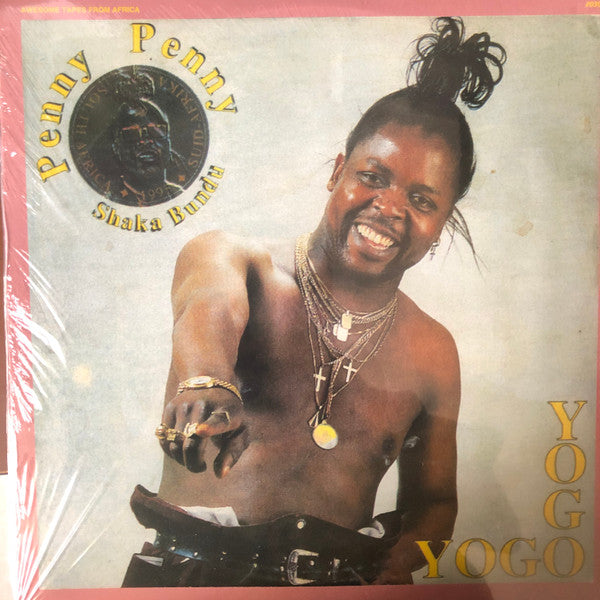 AWESOME TAPES FROM AFRICA
Penny Penny
Shaka Bundu
YOGO
YOGO